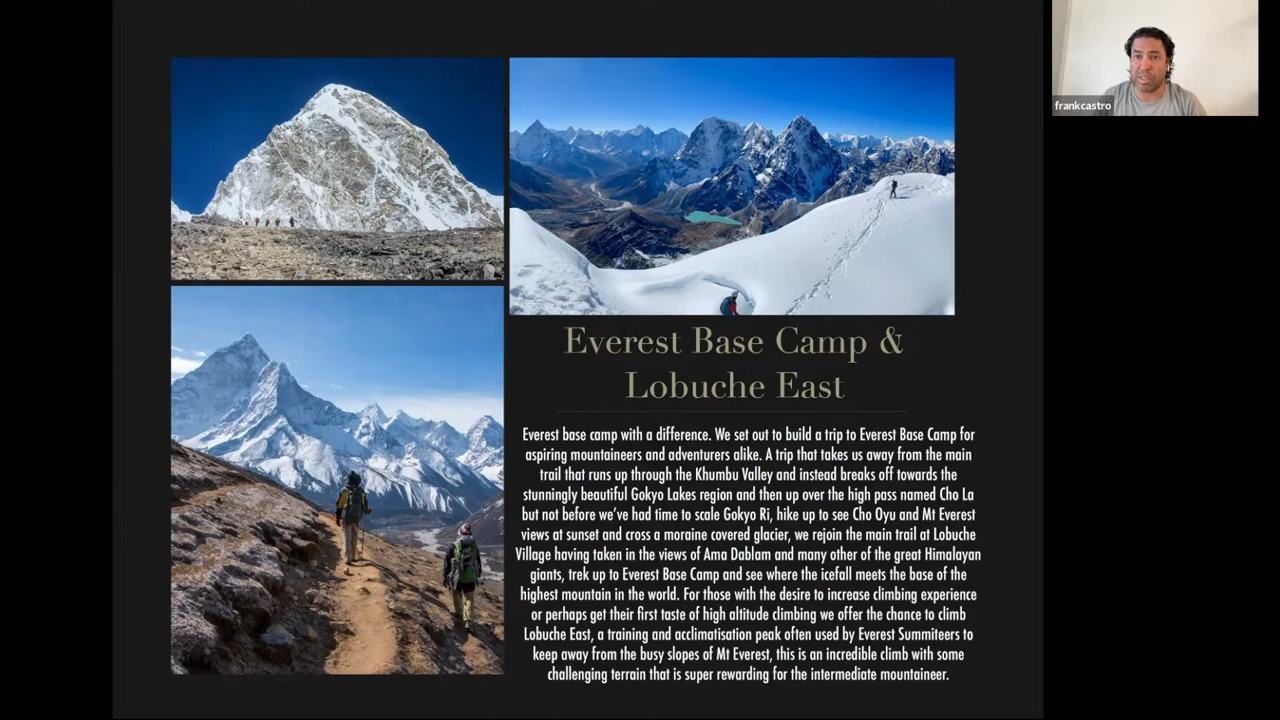 frankcastro
Everest Base Camp &
Lobuche East
Everest base camp with a difference. We set out to build a trip to Everest Base Camp for
aspiring mountaineers and adventurers alike. A trip that takes us away from the main
trail that runs up through the Khumbu Valley and instead breaks off towards the
stunningly beautiful Gokyo Lakes region and then up over the high pass named Cho La
but not before we've had time to scale Gokyo Ri, hike up to see Cho Oyu and Mt Everest
views at sunset and cross a moraine covered glacier, we rejoin the main trail at Lobuche
Village having taken in the views of Ama Dablam and many other of the great Himalayan
giants, trek up to Everest Base Camp and see where the icefall meets the base of the
highest mountain in the world. For those with the desire to increase climbing experience
or perhaps get their first taste of high altitude climbing we offer the chance to climb
Lobuche East, a training and acclimatisation peak often used by Everest Summiteers to
keep away from the busy slopes of Mt Everest, this is an incredible climb with some
challenging terrain that is super rewarding for the intermediate mountaineer.